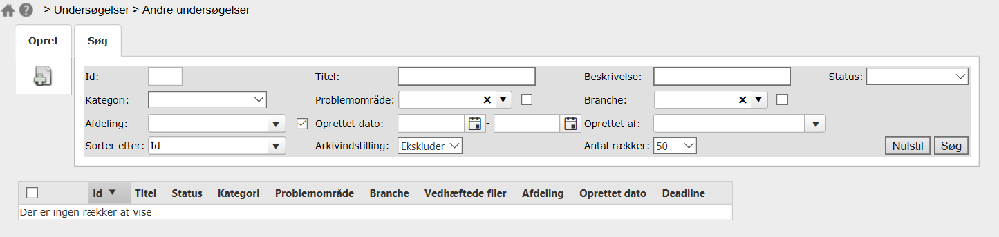 > Undersøgelser > Andre undersøgelser
Opret
Søg
Id: Titel: Beskrivelse: Status:
Kategori: Problemområde: Branche:
Afdeling: Oprettet dato: - Oprettet af:
Sorter efter: Id Arkivindstilling: Ekskluder Antal rækker: 50 Nulstil Søg
Id Titel Status Kategori Problemområde Branche Vedhæftede filer Afdeling Oprettet dato Deadline
Der er ingen rækker at vise